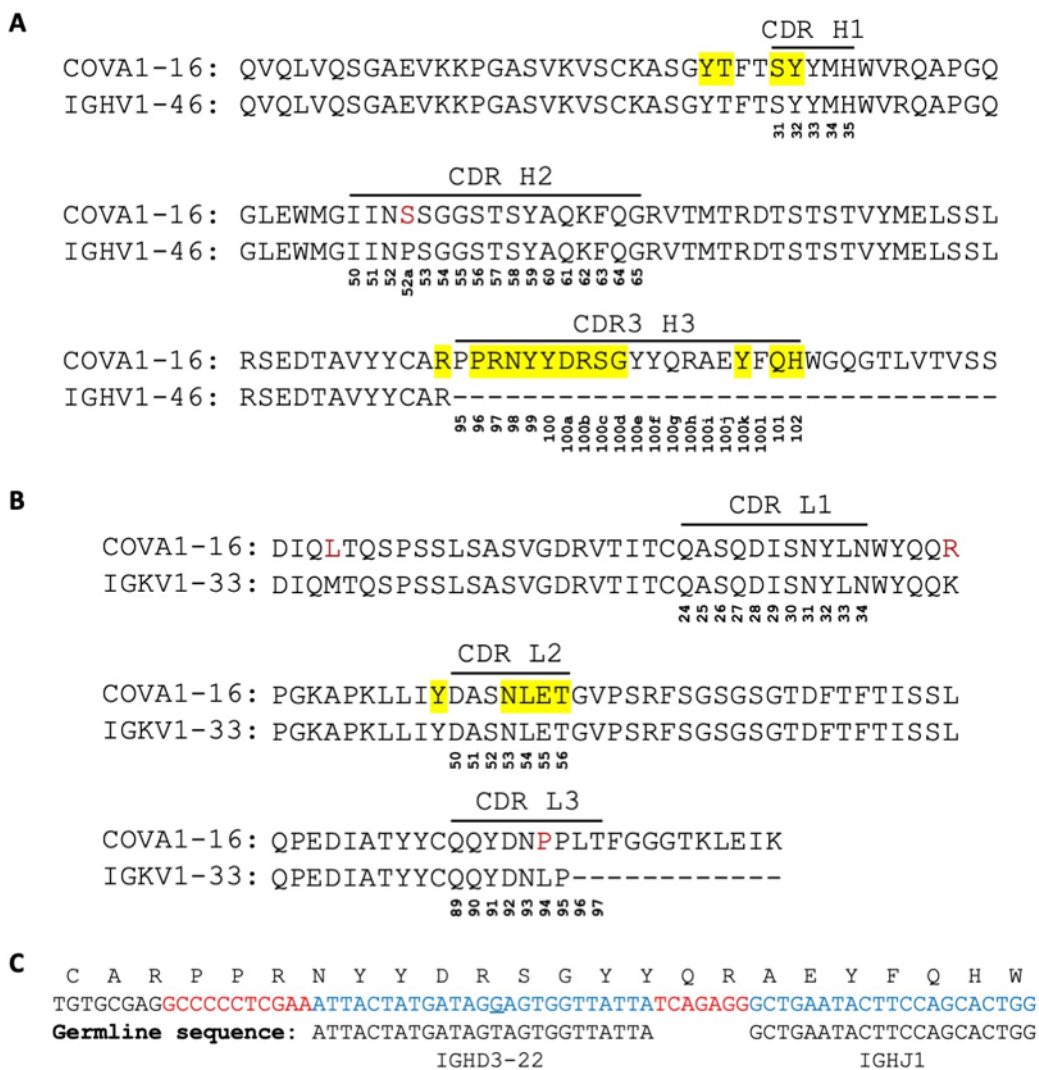 A
CDR H1
COVA1-16: QVQLVQSGAEVKKPGASVKVSCKASGYTFTSYYMHWVRQAPGQ
IGHV1-46: QVQLVQSGAEVKKPGASVKVSCKASGYTFTSYYMHWVRQAPGQ
31 32 33 34 35
CDR H2
COVA1-16: GLEWMGIINSSGGSTSYAQKFQGRVTMTRDTSTSTVYMELSSL
IGHV1-46: GLEWMGIINPSGGSTSYAQKFQGRVTMTRDTSTSTVYMELSSL
50 51 52 52a 53 54 55 56 57 58 59 60 61 62 63 64 65
CDR3 H3
COVA1-16: RSEDTAVYYCARPPRNYYDRSGYYQRAEYFQHWGQGTLVTVSS
IGHV1-46: RSEDTAVYYCAR-------------------------------
95 96 97 98 99 100 100a 100b 100c 100d 100e 100f 100g 100h 100i 100j 100k 100l 101 102
B
CDR L1
COVA1-16: DIQLTQSPSSLSASVGDRVTITCQASQDISNYLNWYQQR
IGKV1-33: DIQMTQSPSSLSASVGDRVTITCQASQDISNYLNWYQQK
24 25 26 27 28 29 30 31 32 33 34
CDR L2
COVA1-16: PGKAPKLLIYDASNLETGVPSRFSGSGSGTDFTFTISSL
IGKV1-33: PGKAPKLLIYDASNLETGVPSRFSGSGSGTDFTFTISSL
50 51 52 53 54 55 56
CDR L3
COVA1-16: QPEDIATYYCQQYDNPPLTFGGGTKLEIK
IGKV1-33: QPEDIATYYCQQYDNLP------------
89 90 91 92 93 94 95 96 97
C
C A R P P R N Y Y D R S G Y Y Q R A E Y F Q H W
TGTGCGAGGCCCCCTCGAAATTACTATGATAGGAGTGGTTATTATCAGAGGGCTGAATACTTCCAGCACTGG
Germline sequence: ATTACTATGATAGTAGTGGTTATTA GCTGAATACTTCCAGCACTGG
IGHD3-22 IGHJ1